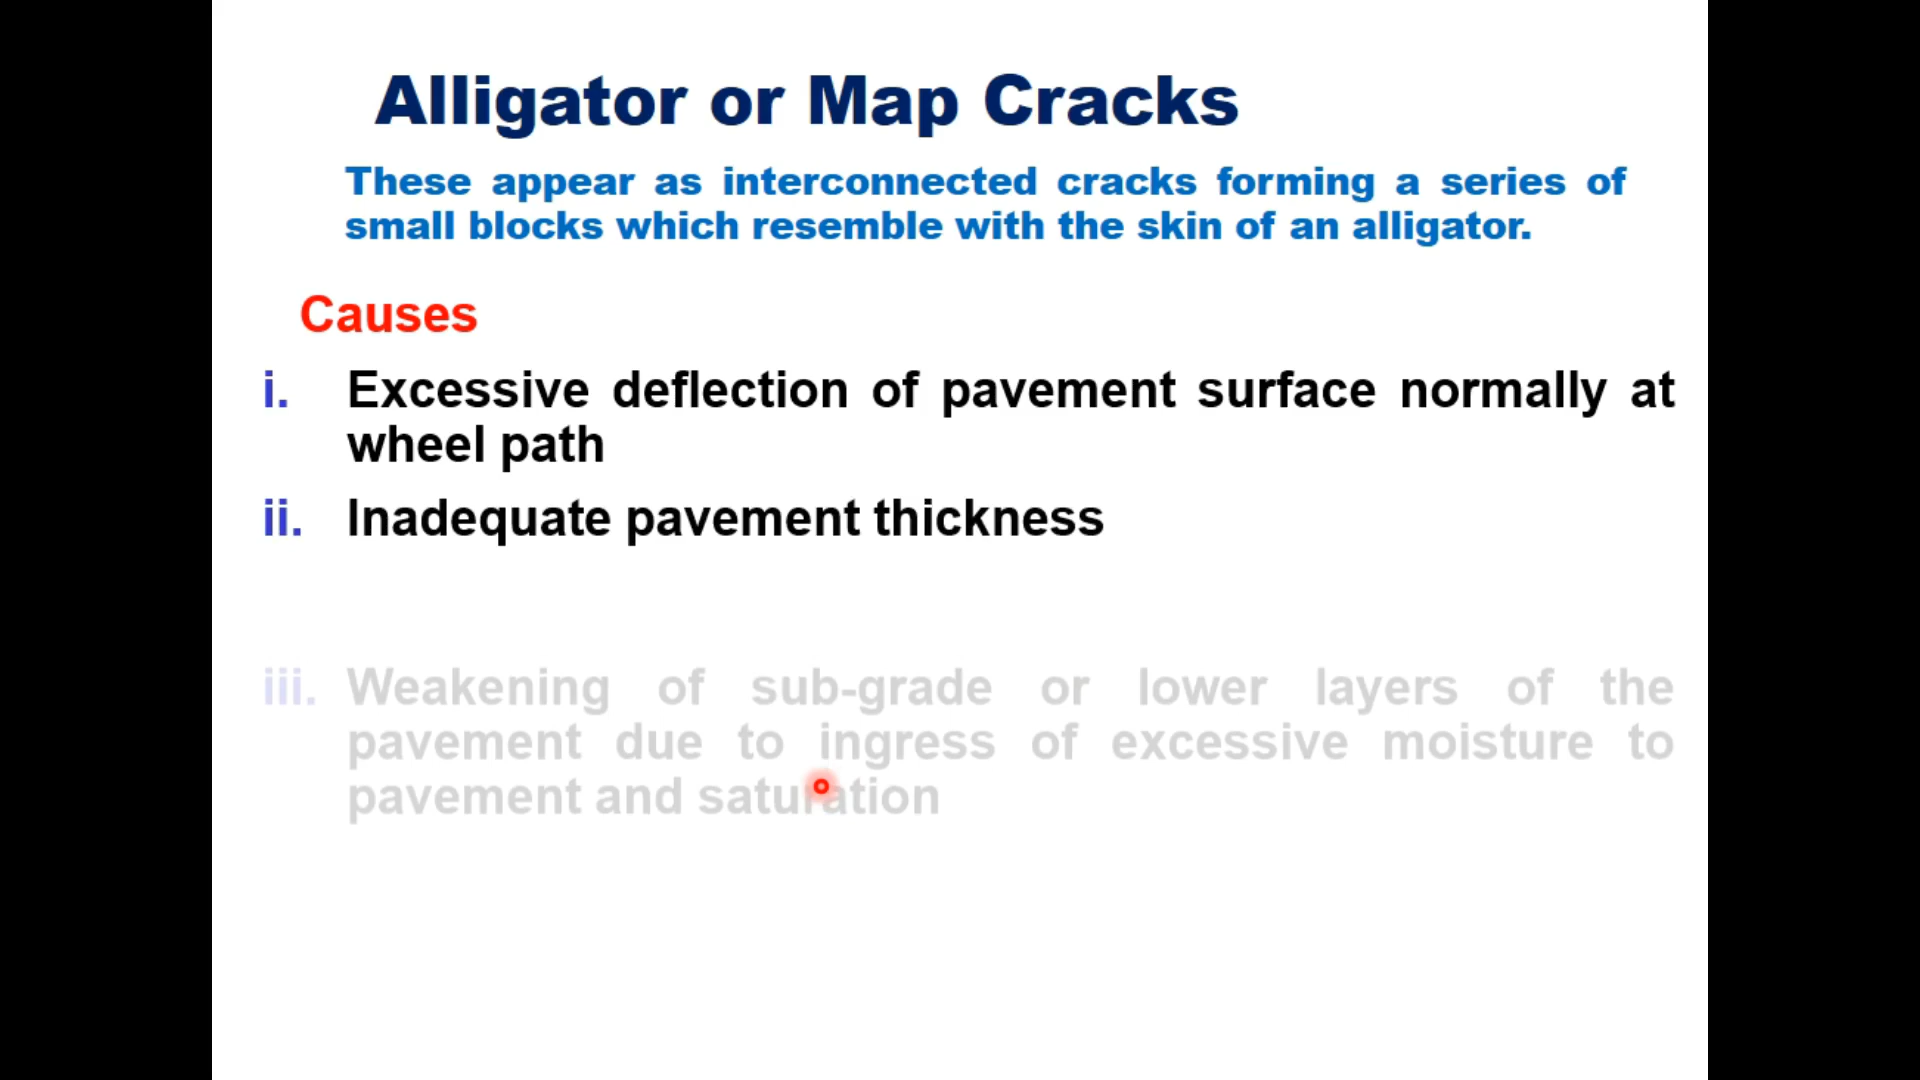 Alligator or Map Cracks
These appear as interconnected cracks forming a series of
small blocks which resemble with the skin of an alligator.
Causes
i. Excessive deflection of pavement surface normally at
wheel path
ii. Inadequate pavement thickness
iii. Weakening of sub-grade or lower layers of the
pavement due to ingress of excessive moisture to
pavement and saturation